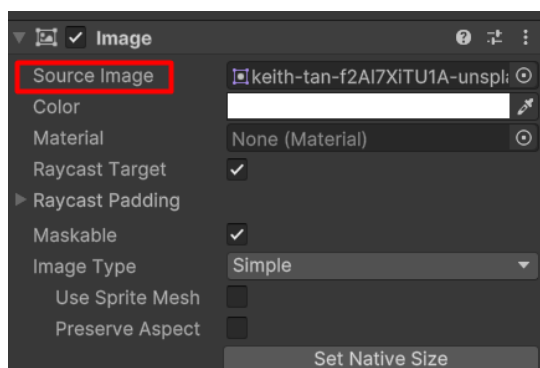 Image
Source Image keith-tan-f2AI7XiTU1A-unspl
Color
Material None (Material)
Raycast Target
Raycast Padding
Maskable
Image Type Simple
Use Sprite Mesh
Preserve Aspect
Set Native Size